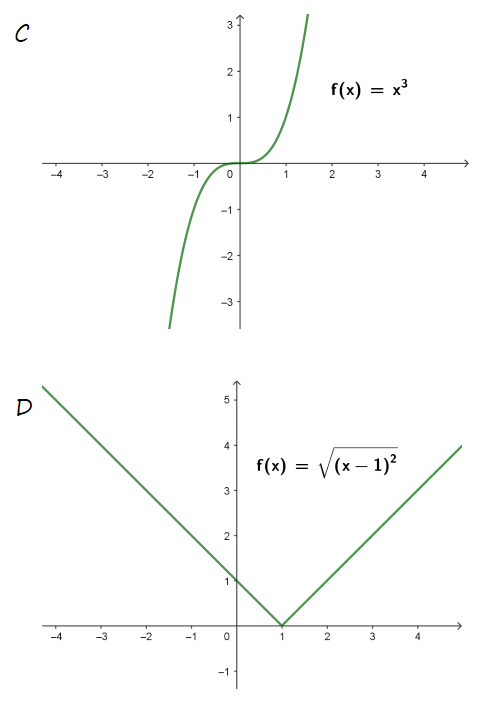 C
3
2
f(x) = x³
1
–4 –3 –2 –1 0 1 2 3 4
–1
–2
–3
D
5
4
f(x) = √(x – 1)²
3
2
1
–4 –3 –2 –1 0 1 2 3 4
–1